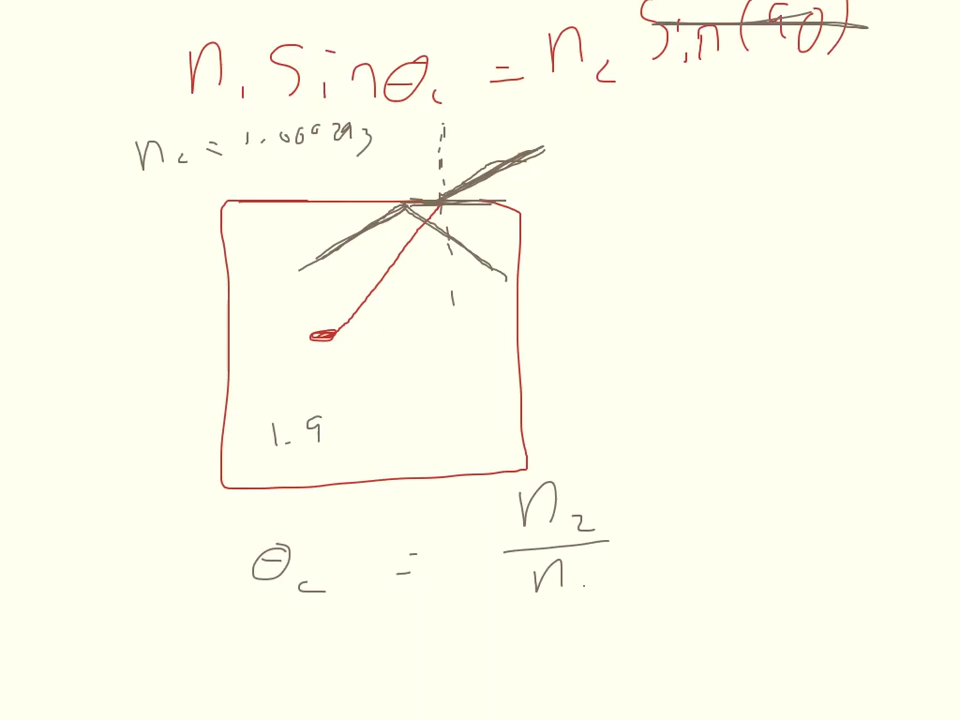 n₁ sinθc = n₂ sin(90)
n₂ = 1.000293
1.9
θc = n₂/n₁